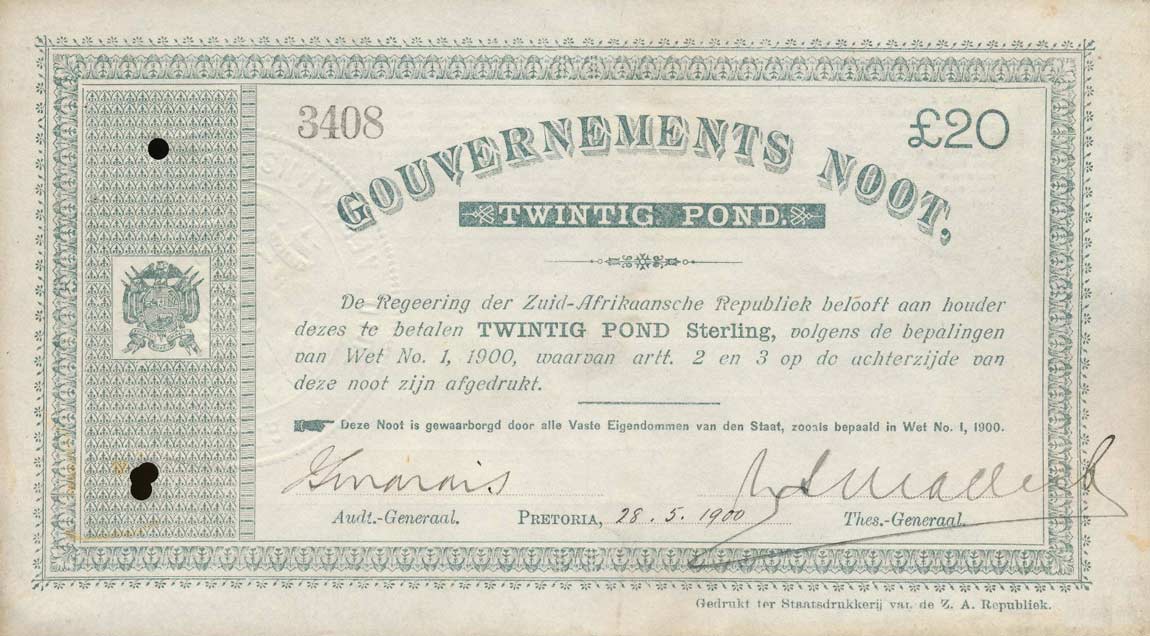 3408
£20
GOUVERNEMENTS NOOT,
TWINTIG POND.
De Regeering der Zuid-Afrikaansche Republiek belooft aan houder
dezes te betalen TWINTIG POND Sterling, volgens de bepalingen
van Wet No. 1, 1900, waarvan artt. 2 en 3 op de achterzijde van
deze noot zijn afgedrukt.
Deze Noot is gewaarborgd door alle Vaste Eigendommen van den Staat, zooals bepaald in Wet No. 1, 1900.
Audt.-Generaal. PRETORIA, 28.5.1900 Thes.-Generaal.
Gedrukt ter Staatsdrukkerij van de Z. A. Republiek.